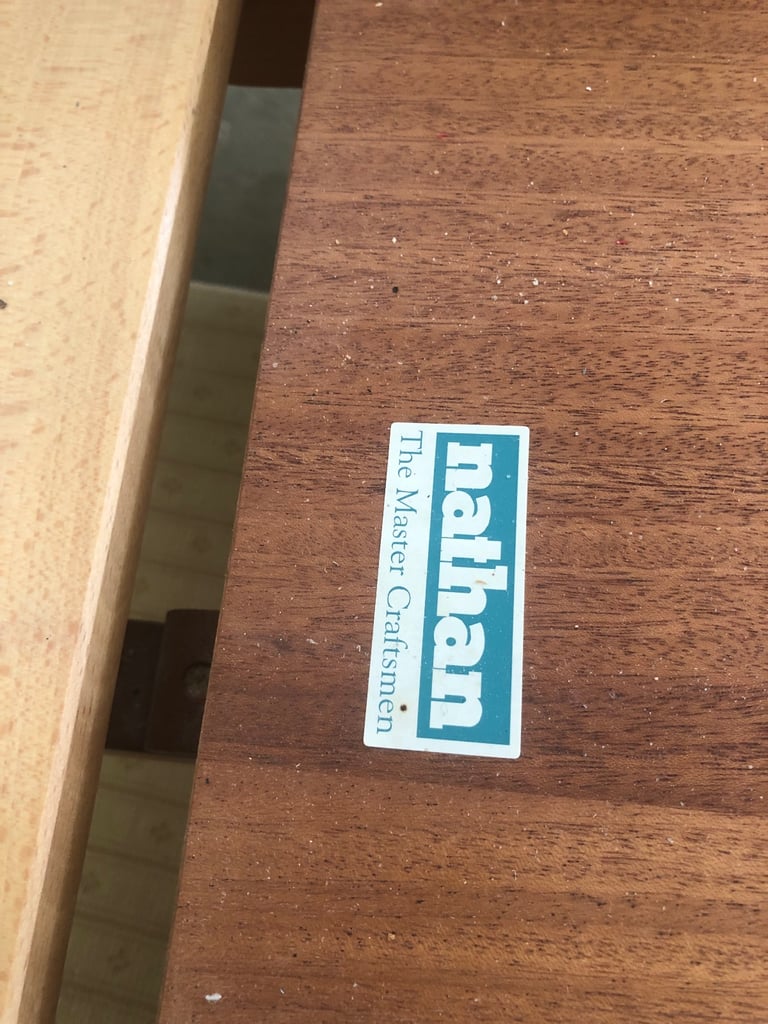 nathan
The Master Craftsmen